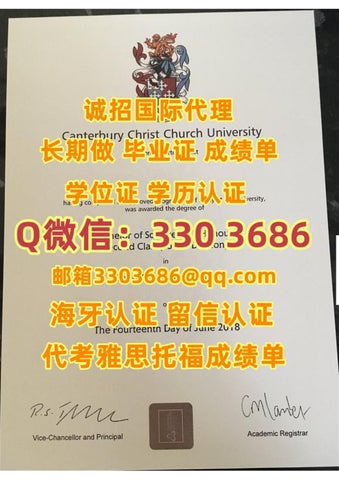 诚招国际代理
Canterbury Christ Church University
长期做 毕业证 成绩单
学位证 学历认证
was awarded the degree of
Q微信：330 3686
in
邮箱3303686@qq.com
海牙认证 留信认证
The Fourteenth Day of June 2018
代考雅思托福成绩单
Vice-Chancellor and Principal
Academic Registrar